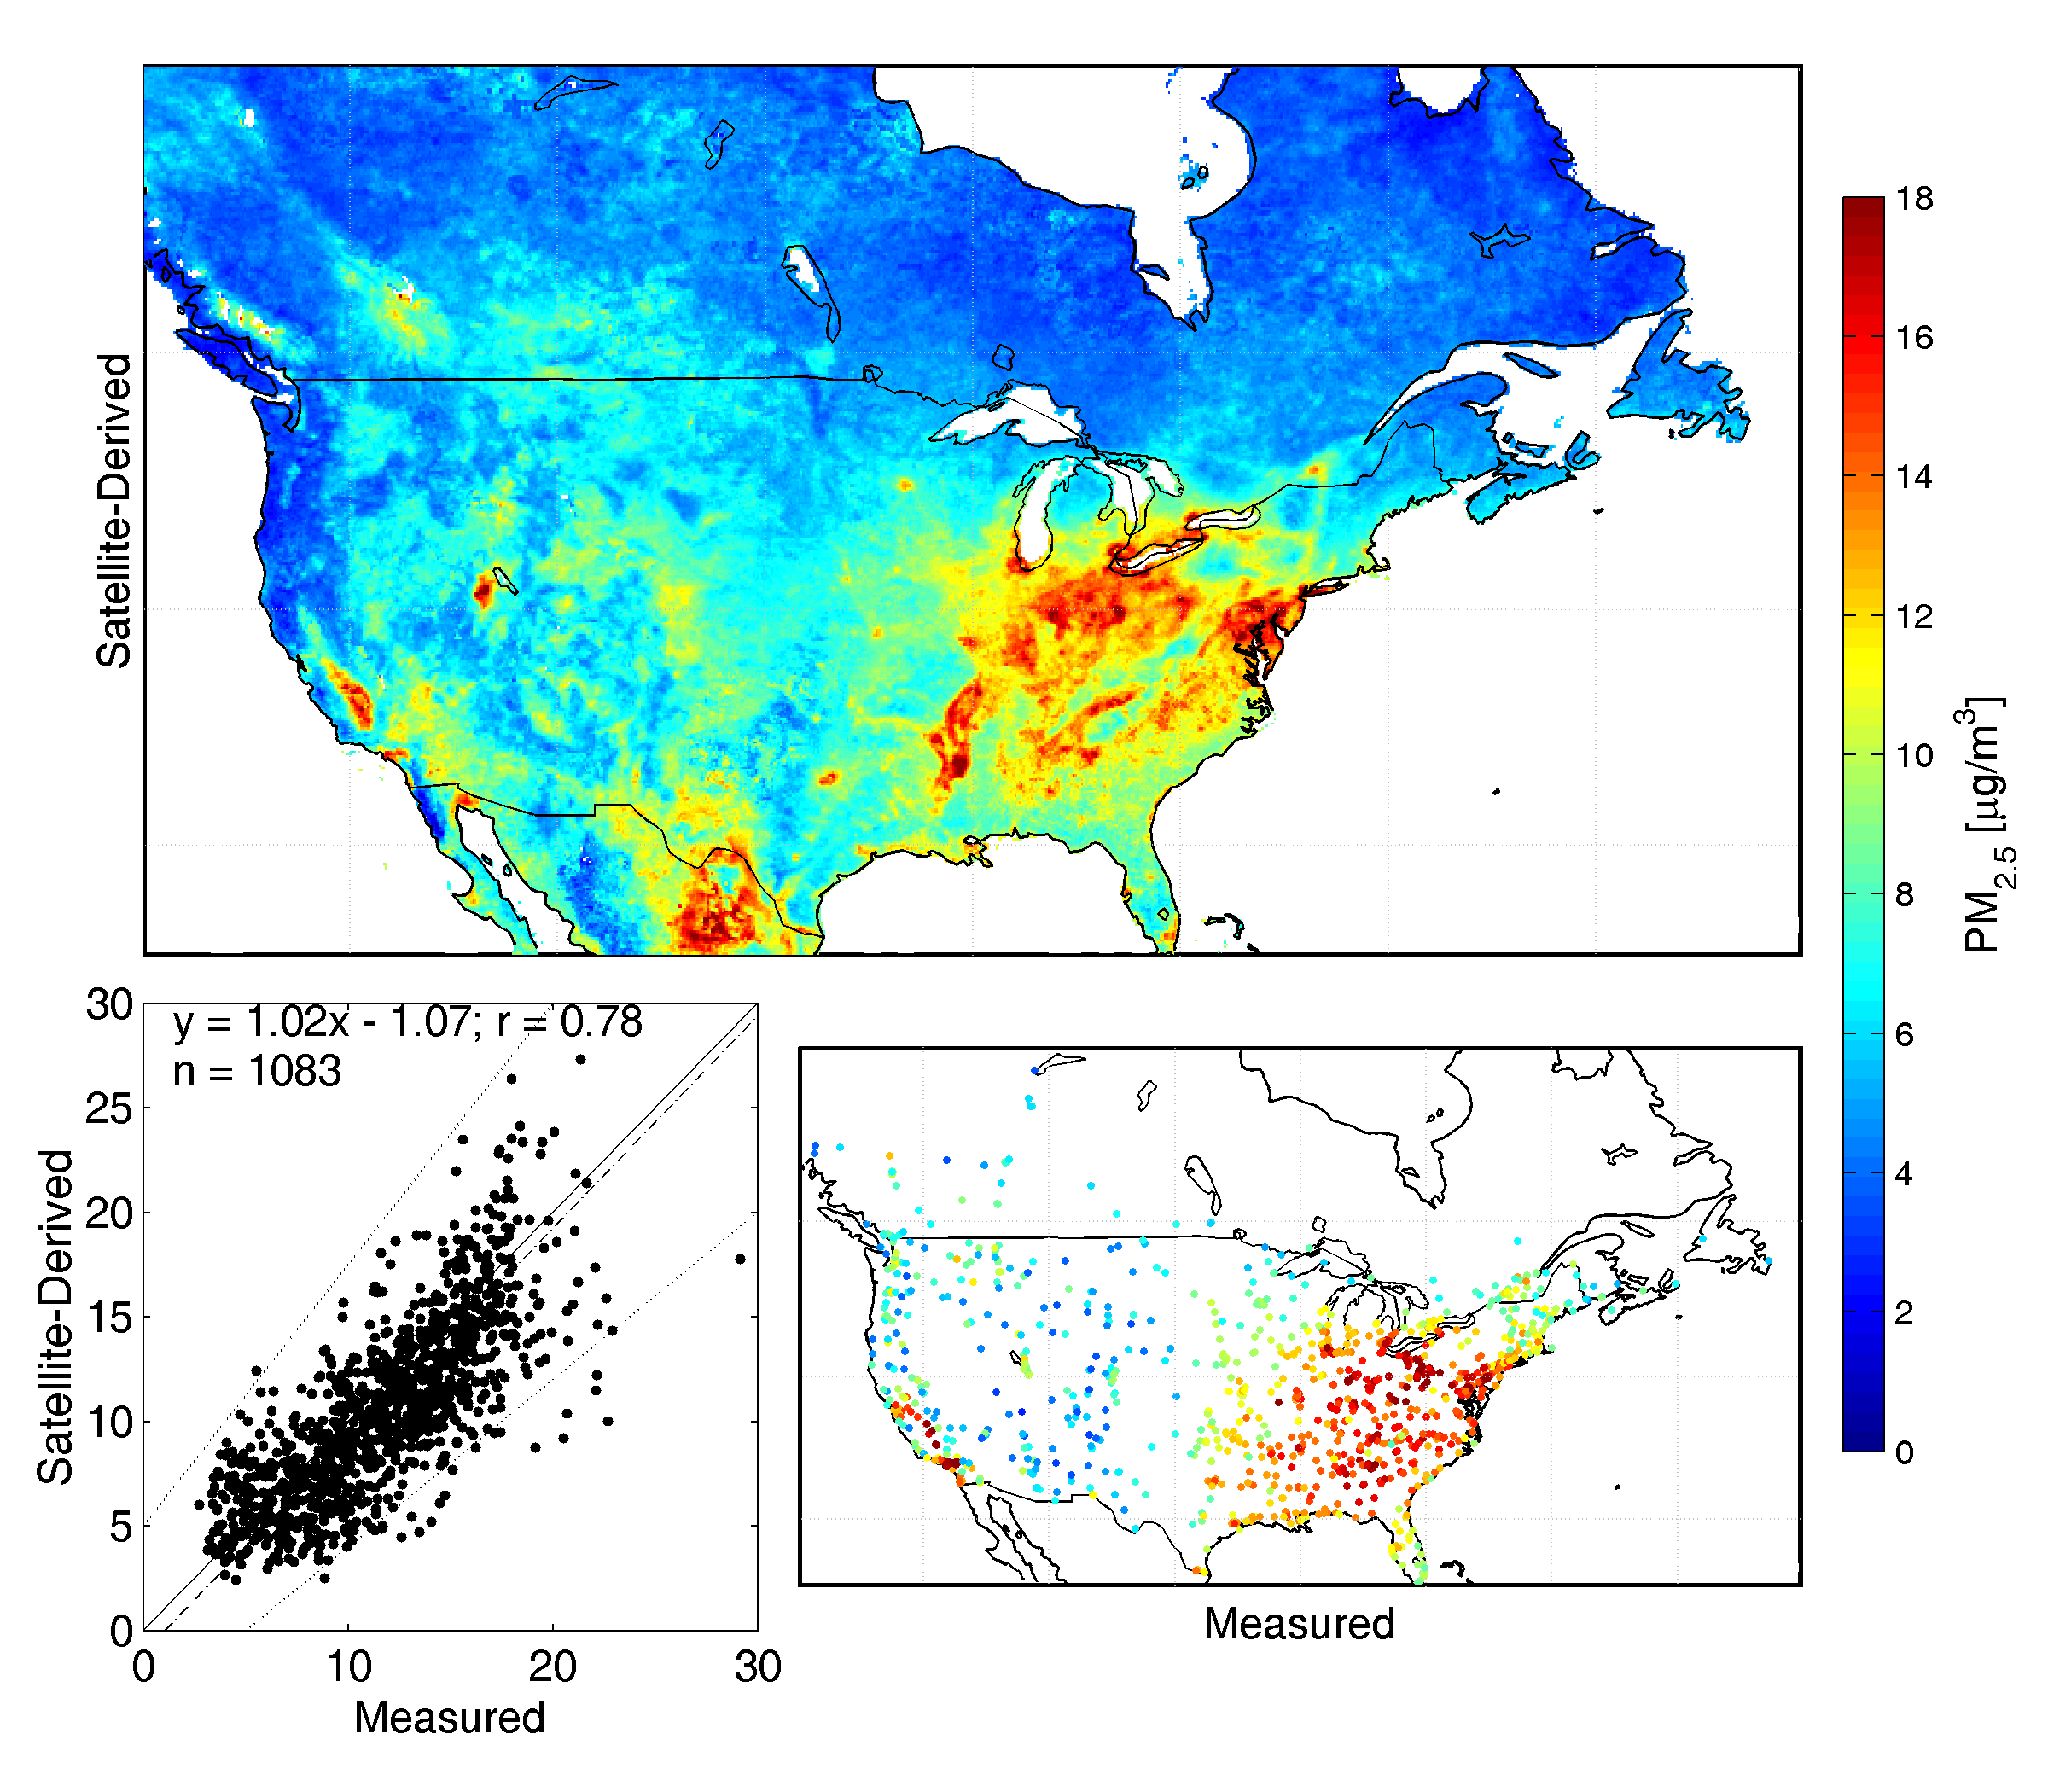 Satellite-Derived
18
16
14
12
10
8
6
4
2
0
PM2.5 [μg/m3]
y = 1.02x - 1.07; r = 0.78
n = 1083
30
25
20
15
10
5
0
Satellite-Derived
0 10 20 30
Measured
Measured